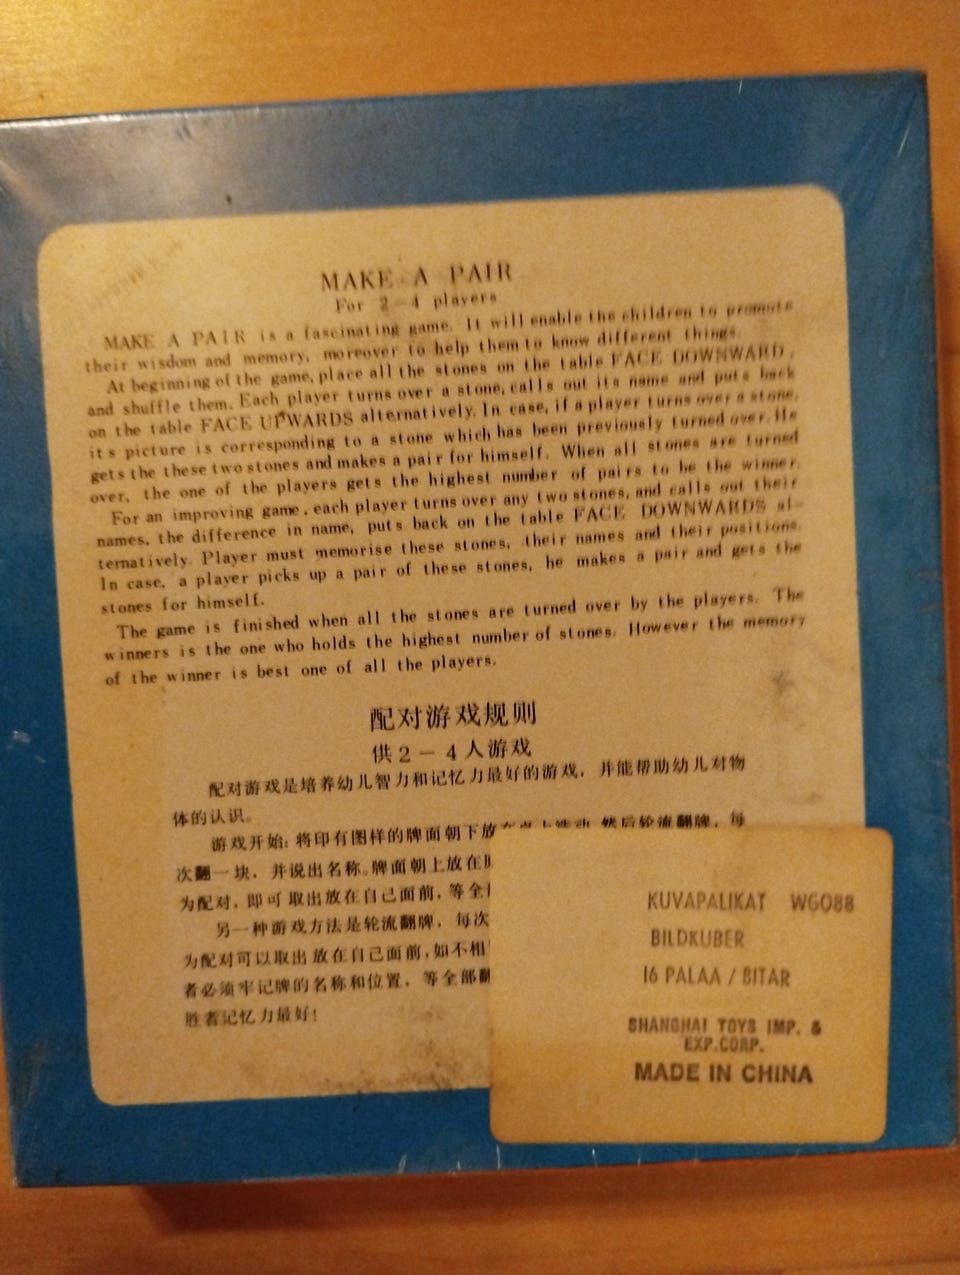 MAKE A PAIR
For 2-4 players
MAKE A PAIR is a fascinating game. It will enable the children to promote
their wisdom and memory, moreover to help them to know different things.
At beginning of the game, place all the stones on the table FACE DOWNWARD,
and shuffle them. Each player turns over a stone, calls out its name and puts back
on the table FACE UPWARDS alternatively. In case, if a player turns over a stone,
it's picture is corresponding to a stone which has been previously turned over. He
gets the these two stones and makes a pair for himself. When all stones are turned
over, the one of the players gets the highest number of pairs to be the winner.
For an improving game, each player turns over any two stones, and calls out their
names, the difference in name, puts back on the table FACE DOWNWARDS al-
ternatively. Player must memorise these stones, their names and their positions.
In case, a player picks up a pair of these stones, he makes a pair and gets the
stones for himself.
The game is finished when all the stones are turned over by the players. The
winners is the one who holds the highest number of stones. However the memory
of the winner is best one of all the players.
配对游戏规则
供2-4人游戏
配对游戏是培养幼儿智力和记忆力最好的游戏，并能帮助幼儿对物
体的认识。
游戏开始：将印有图样的牌面朝下放 然后轮流翻牌，每
次翻一块，并说出名称。牌面朝上放在
为配对，即可取出放在自己面前，等全
另一种游戏方法是轮流翻牌，每次
为配对可以取出放在自己面前，如不相
者必须牢记牌的名称和位置，等全部翻
胜者记忆力最好！
KUVAPALIKAT WG088
BILDKUBER
16 PALAA / BITAR
SHANGHAI TOYS IMP. &
EXP.CORP.
MADE IN CHINA